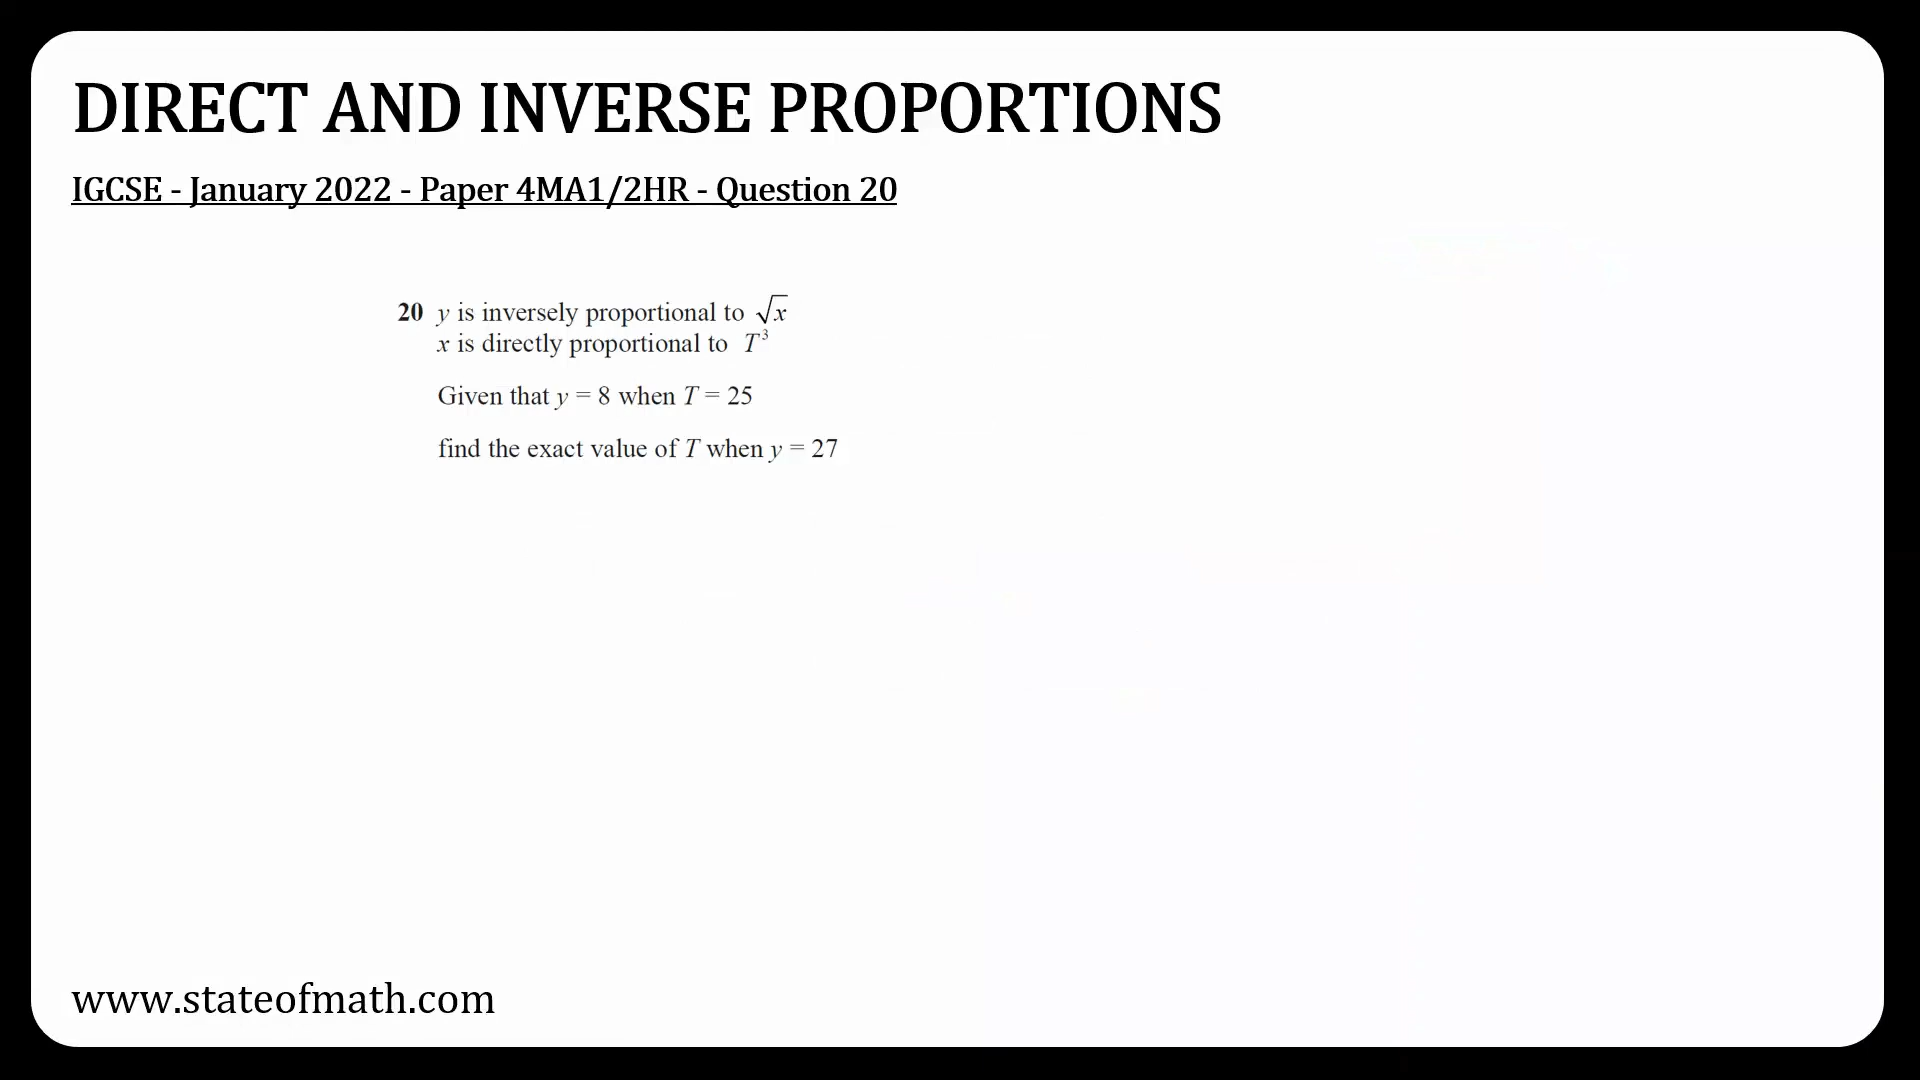 DIRECT AND INVERSE PROPORTIONS
IGCSE - January 2022 - Paper 4MA1/2HR - Question 20
20 y is inversely proportional to √x
x is directly proportional to T³
Given that y = 8 when T = 25
find the exact value of T when y = 27
www.stateofmath.com